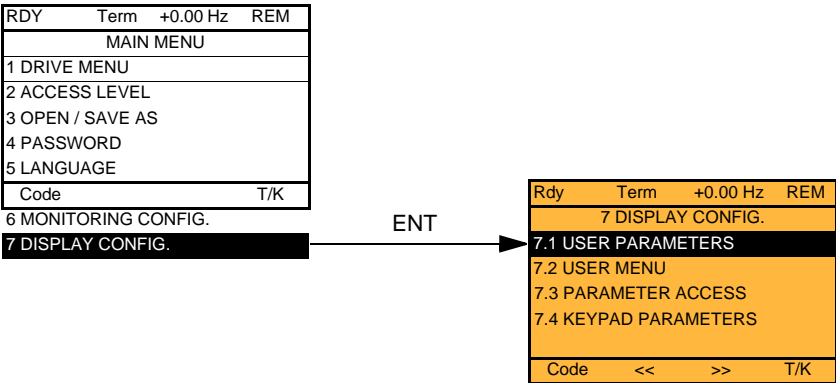 RDY Term +0.00 Hz REM
MAIN MENU
1 DRIVE MENU
2 ACCESS LEVEL
3 OPEN / SAVE AS
4 PASSWORD
5 LANGUAGE
Code T/K
6 MONITORING CONFIG.
7 DISPLAY CONFIG.
ENT
Rdy Term +0.00 Hz REM
7 DISPLAY CONFIG.
7.1 USER PARAMETERS
7.2 USER MENU
7.3 PARAMETER ACCESS
7.4 KEYPAD PARAMETERS
Code << >> T/K